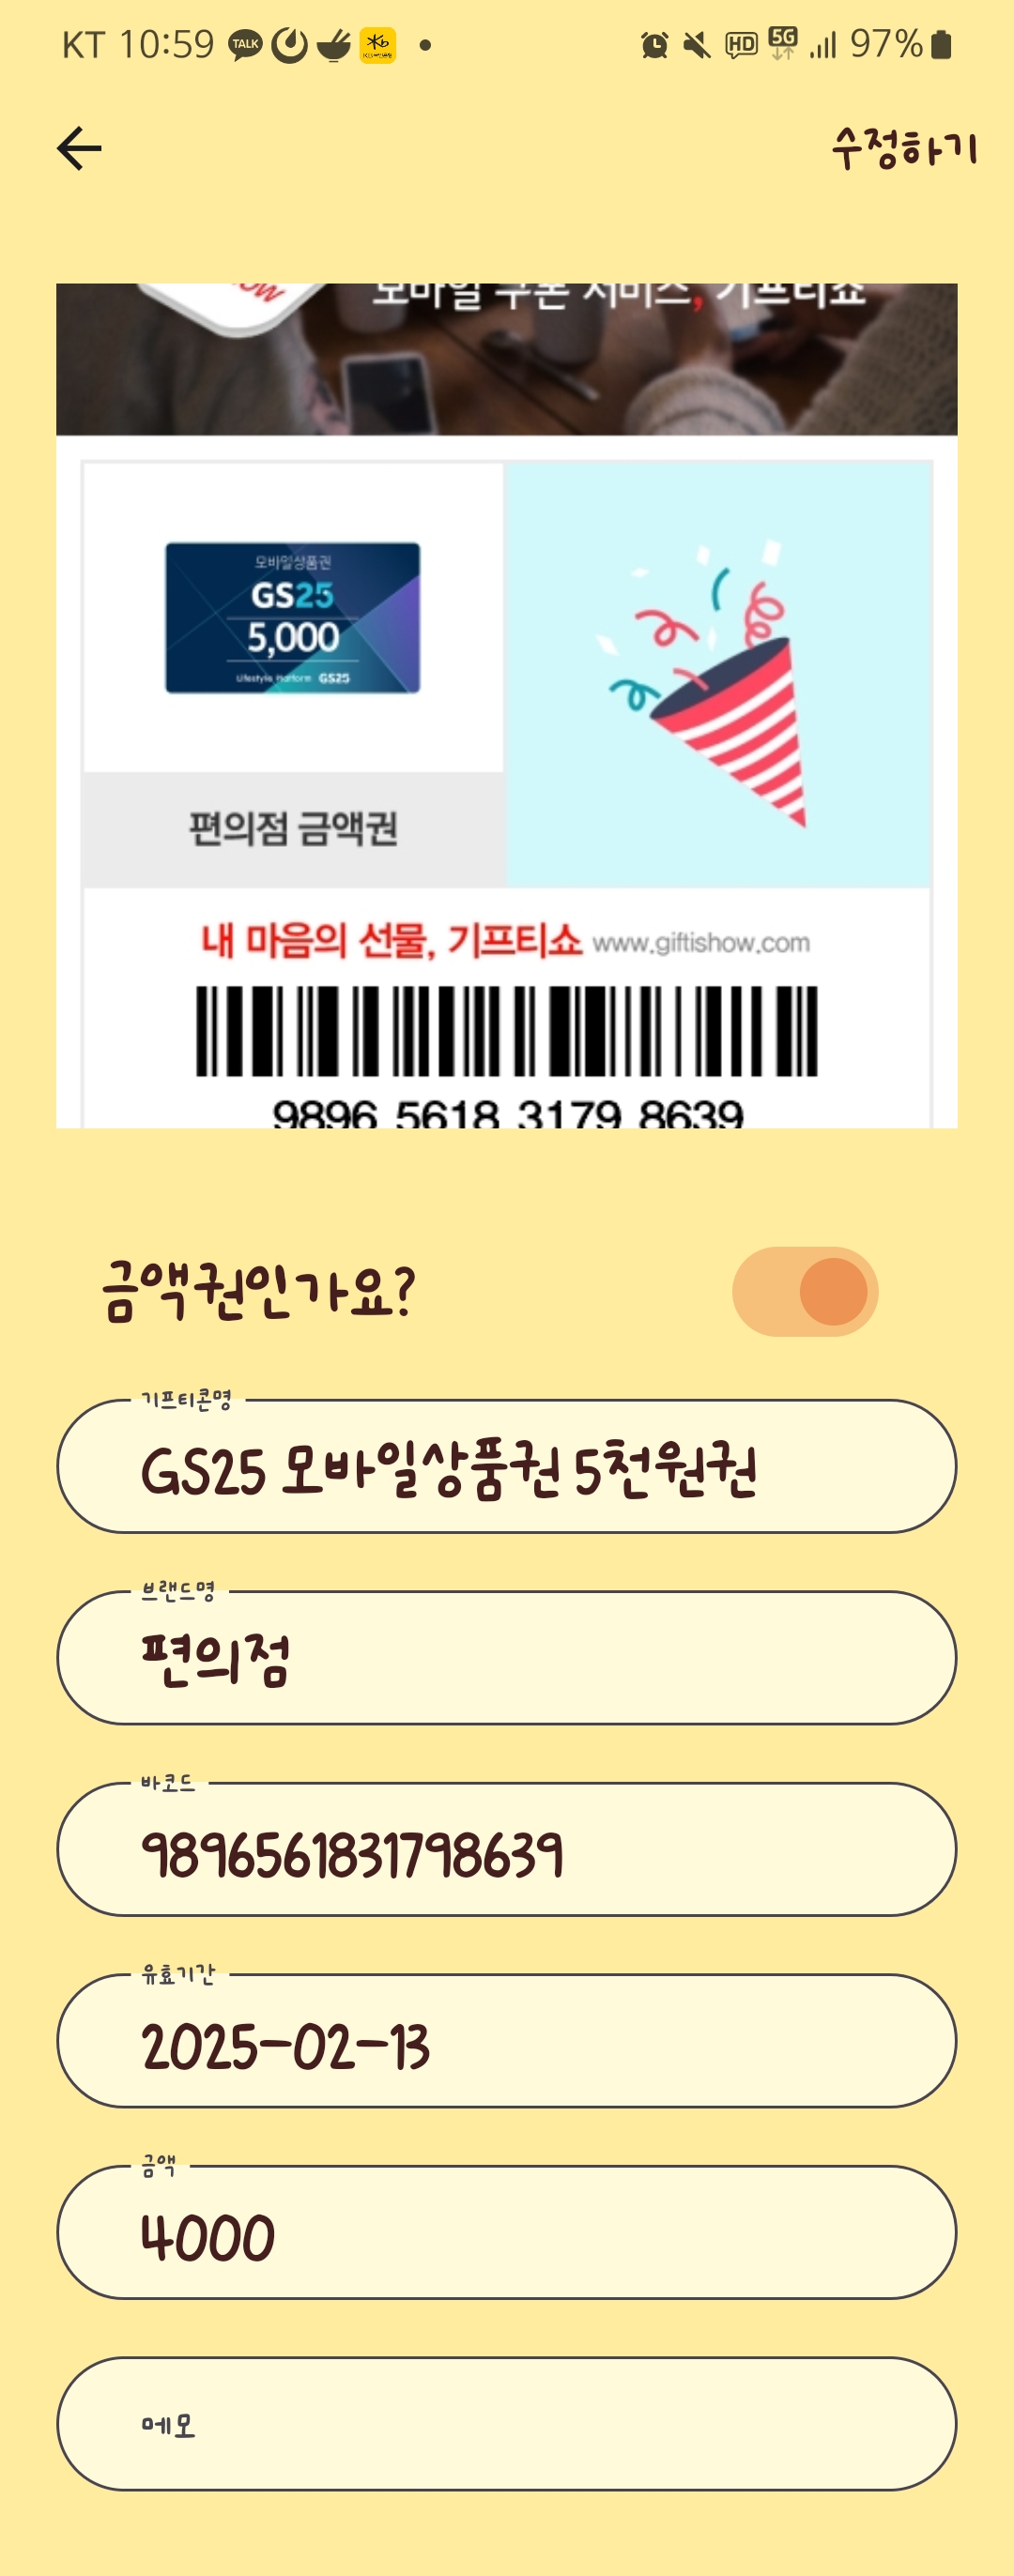 KT 10:59 TALK
HD 5G 97%
수정하기
모바일 쿠폰 서비스, 기프티쇼
모바일상품권
GS25
5,000
Lifestyle Platform GS25
편의점 금액권
내 마음의 선물, 기프티쇼 www.giftishow.com
9896 5618 3179 8639
금액권인가요?
기프티콘명
GS25 모바일상품권 5천원권
브랜드명
편의점
바코드
9896561831798639
유효기간
2025-02-13
금액
4000
메모